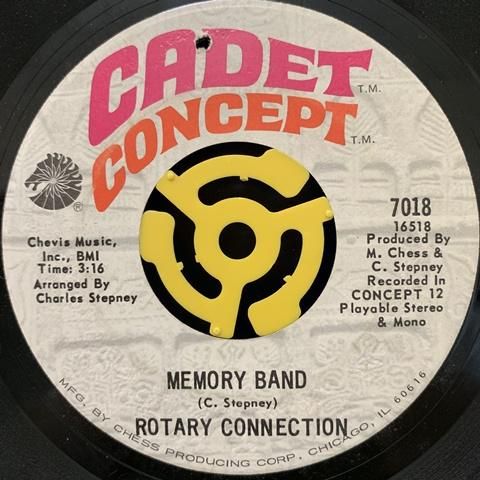 CADET T.M.
CONCEPT T.M.
®
7018
16518
Produced By
M. Chess &
C. Stepney
Recorded In
CONCEPT 12
Playable Stereo
& Mono
Chevis Music,
Inc., BMI
Time: 3:16
Arranged By
Charles Stepney
MEMORY BAND
(C. Stepney)
ROTARY CONNECTION
MFG. BY CHESS PRODUCING CORP., CHICAGO, IL 60616